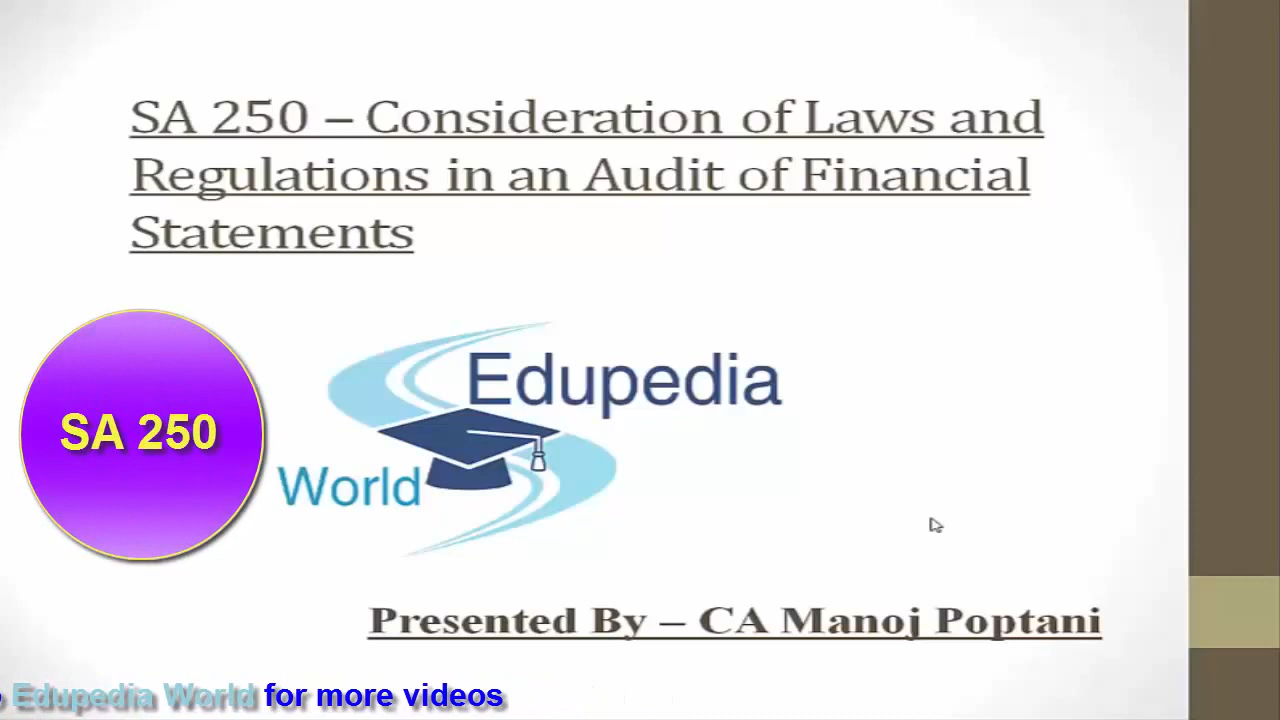 SA 250 – Consideration of Laws and
Regulations in an Audit of Financial
Statements
SA 250
Edupedia
World
Presented By – CA Manoj Poptani
Edupedia World for more videos